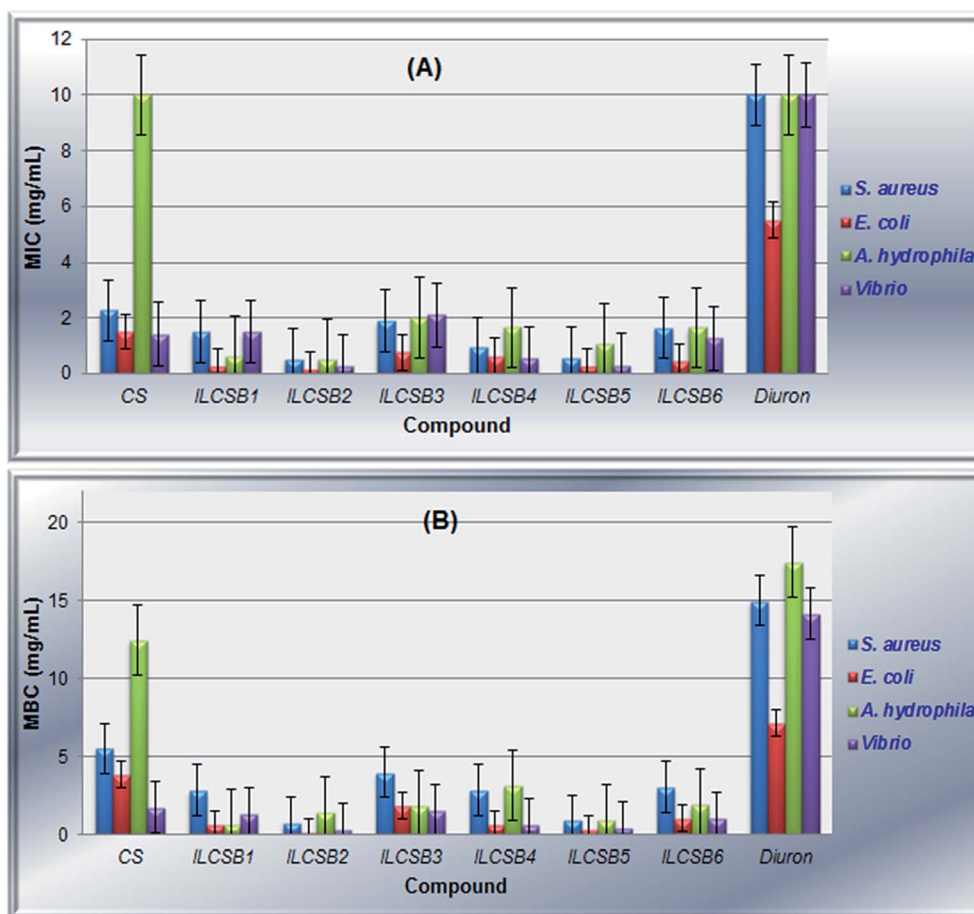 (A)
MIC (mg/mL)
12
10
8
6
4
2
0
CS ILCSB1 ILCSB2 ILCSB3 ILCSB4 ILCSB5 ILCSB6 Diuron
Compound
S. aureus
E. coli
A. hydrophila
Vibrio
(B)
MBC (mg/mL)
20
15
10
5
0
CS ILCSB1 ILCSB2 ILCSB3 ILCSB4 ILCSB5 ILCSB6 Diuron
Compound
S. aureus
E. coli
A. hydrophila
Vibrio